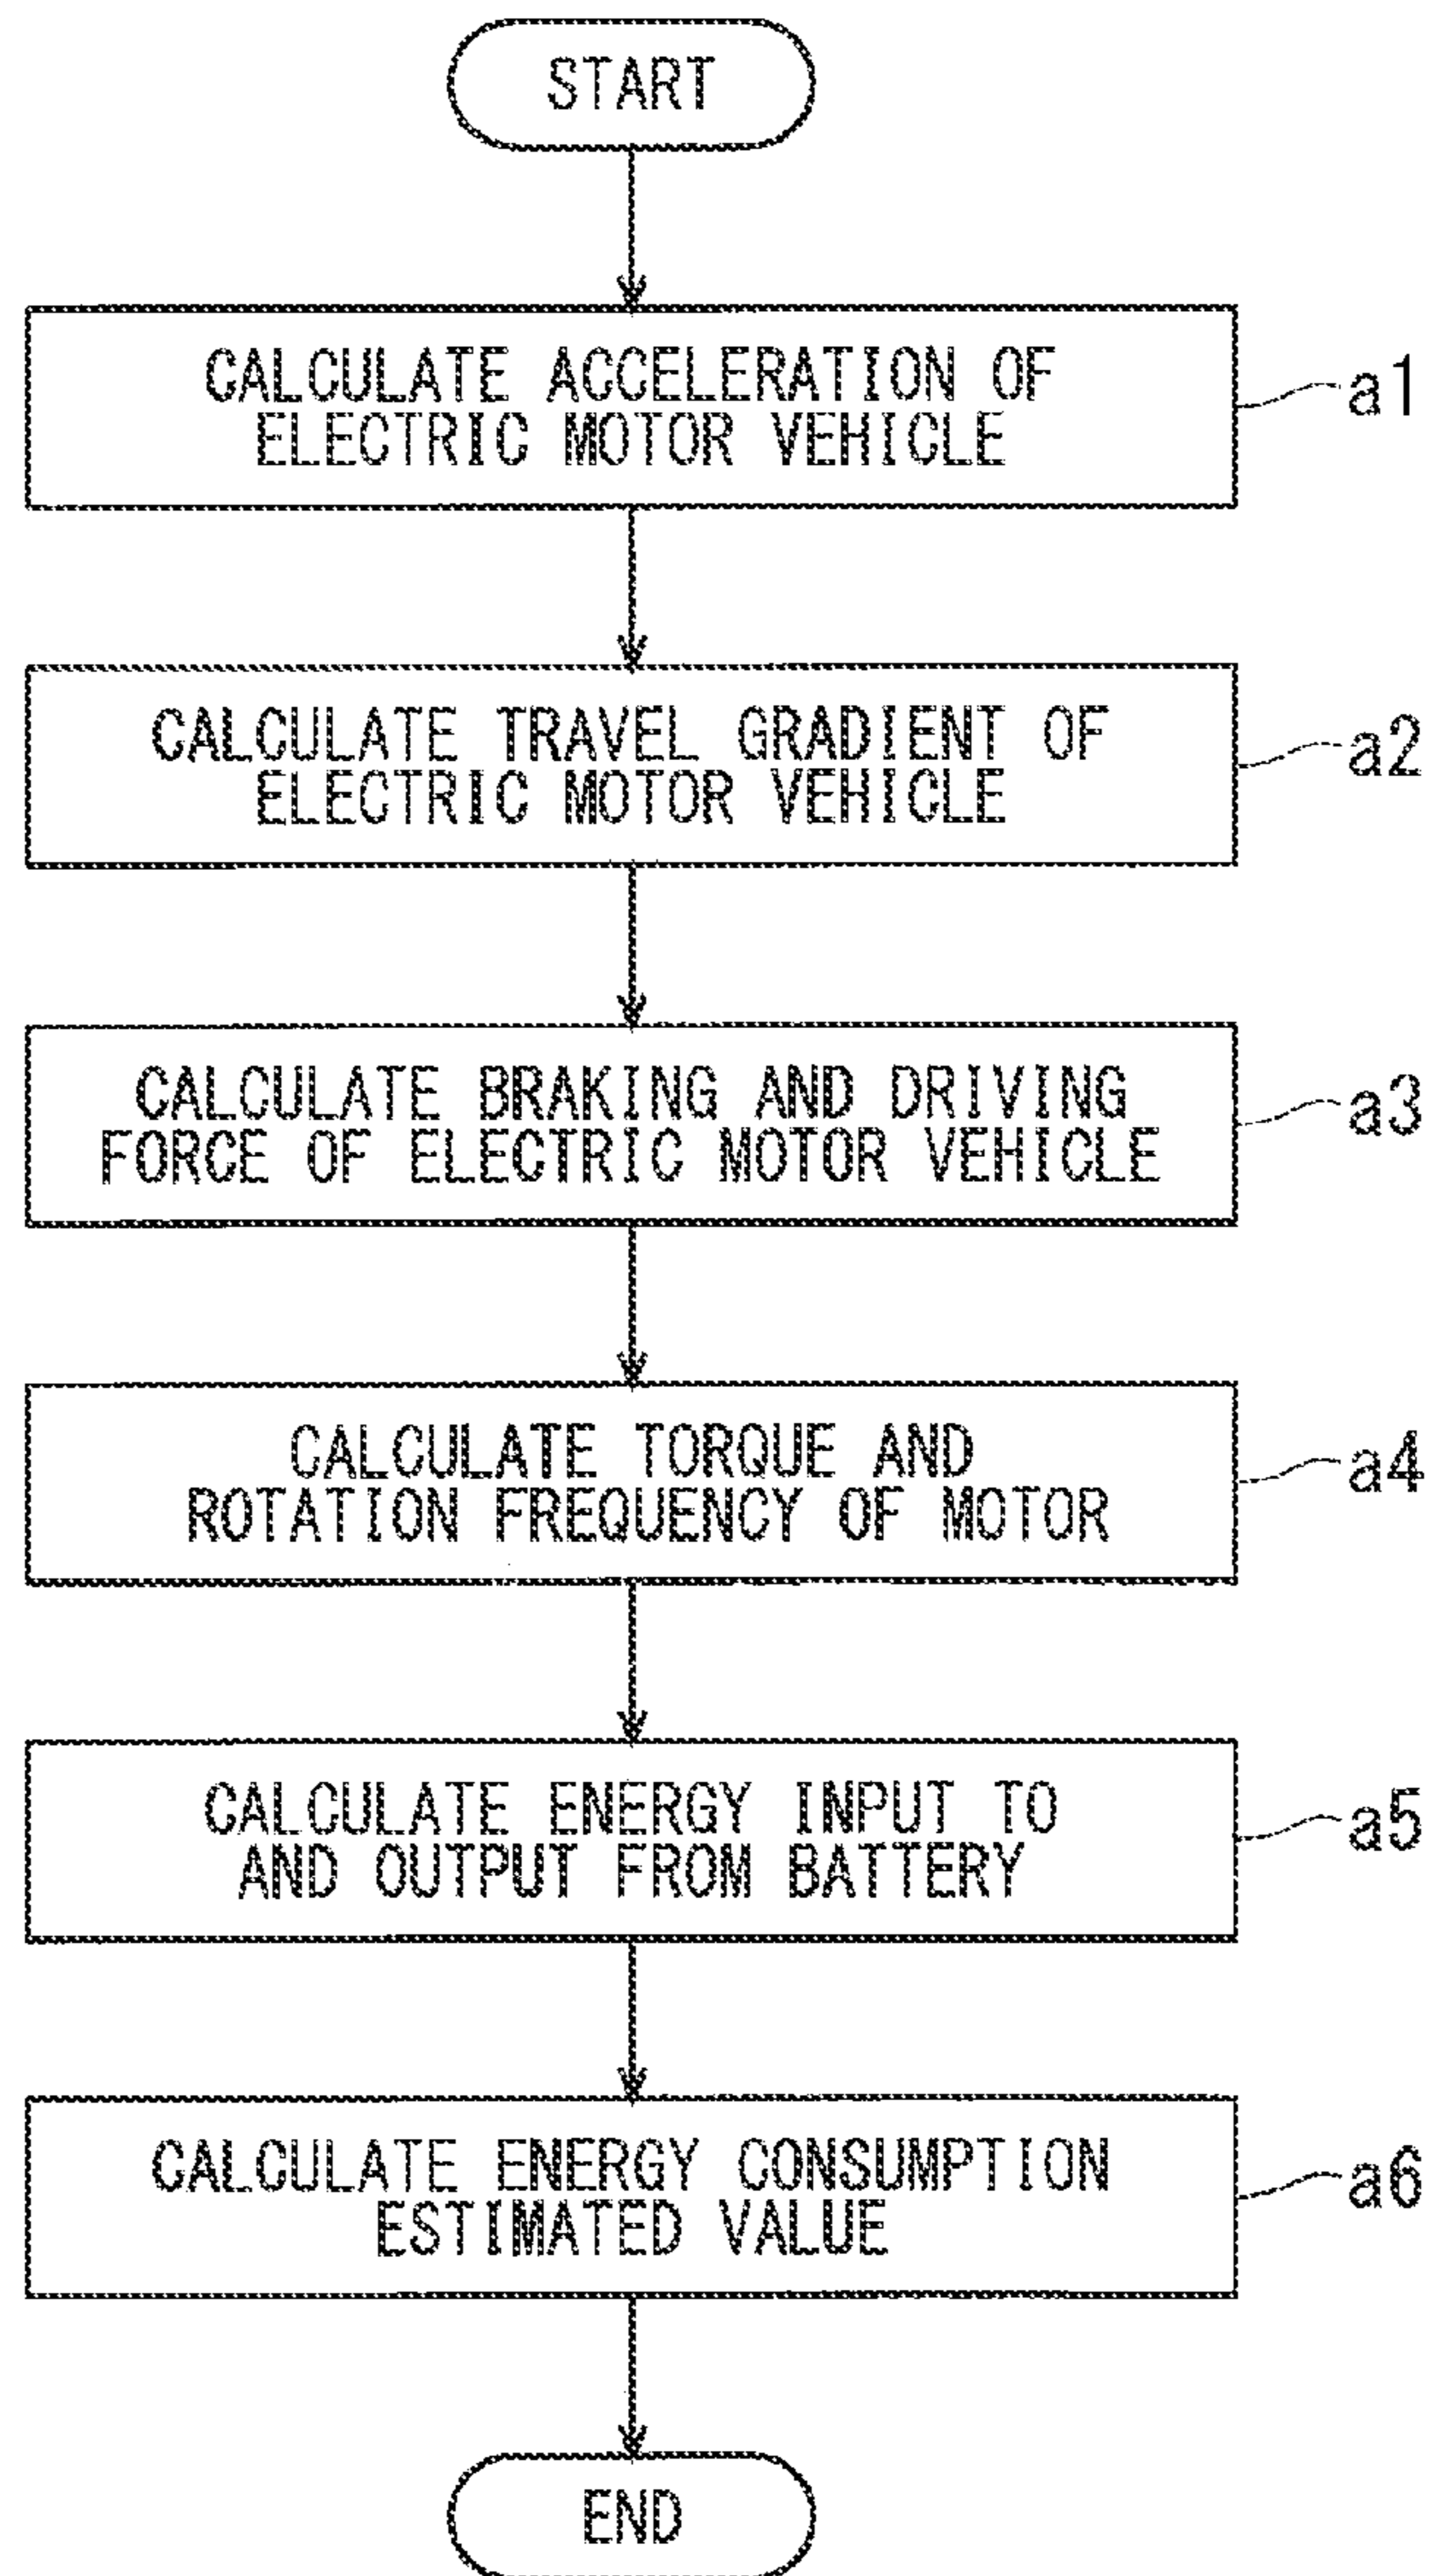 START
CALCULATE ACCELERATION OF
ELECTRIC MOTOR VEHICLE
a1
CALCULATE TRAVEL GRADIENT OF
ELECTRIC MOTOR VEHICLE
a2
CALCULATE BRAKING AND DRIVING
FORCE OF ELECTRIC MOTOR VEHICLE
a3
CALCULATE TORQUE AND
ROTATION FREQUENCY OF MOTOR
a4
CALCULATE ENERGY INPUT TO
AND OUTPUT FROM BATTERY
a5
CALCULATE ENERGY CONSUMPTION
ESTIMATED VALUE
a6
END